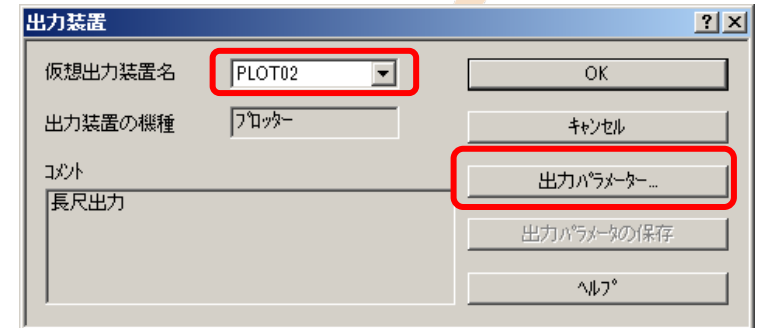 出力装置
仮想出力装置名 PLOT02 OK
出力装置の機種 ﾌﾟﾛｯﾀｰ ｷｬﾝｾﾙ
ｺﾒﾝﾄ 出力ﾊﾟﾗﾒｰﾀｰ...
長尺出力
出力ﾊﾟﾗﾒｰﾀの保存
ﾍﾙﾌﾟ